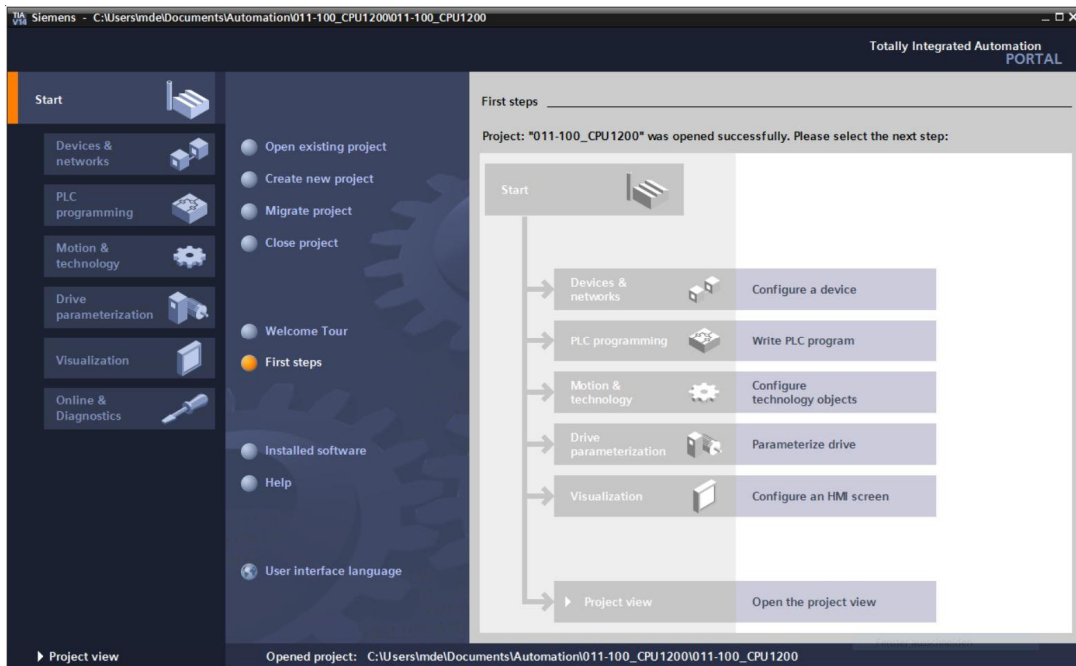 TIA
V14
Siemens - C:\Users\mde\Documents\Automation\011-100_CPU1200\011-100_CPU1200
Totally Integrated Automation
PORTAL
Start
Devices &
networks
PLC
programming
Motion &
technology
Drive
parameterization
Visualization
Online &
Diagnostics
Open existing project
Create new project
Migrate project
Close project
Welcome Tour
First steps
Installed software
Help
User interface language
First steps
Project: "011-100_CPU1200" was opened successfully. Please select the next step:
Start
Devices &
networks
Configure a device
PLC programming
Write PLC program
Motion &
technology
Configure
technology objects
Drive
parameterization
Parameterize drive
Visualization
Configure an HMI screen
Project view
Open the project view
Project view
Opened project: C:\Users\mde\Documents\Automation\011-100_CPU1200\011-100_CPU1200